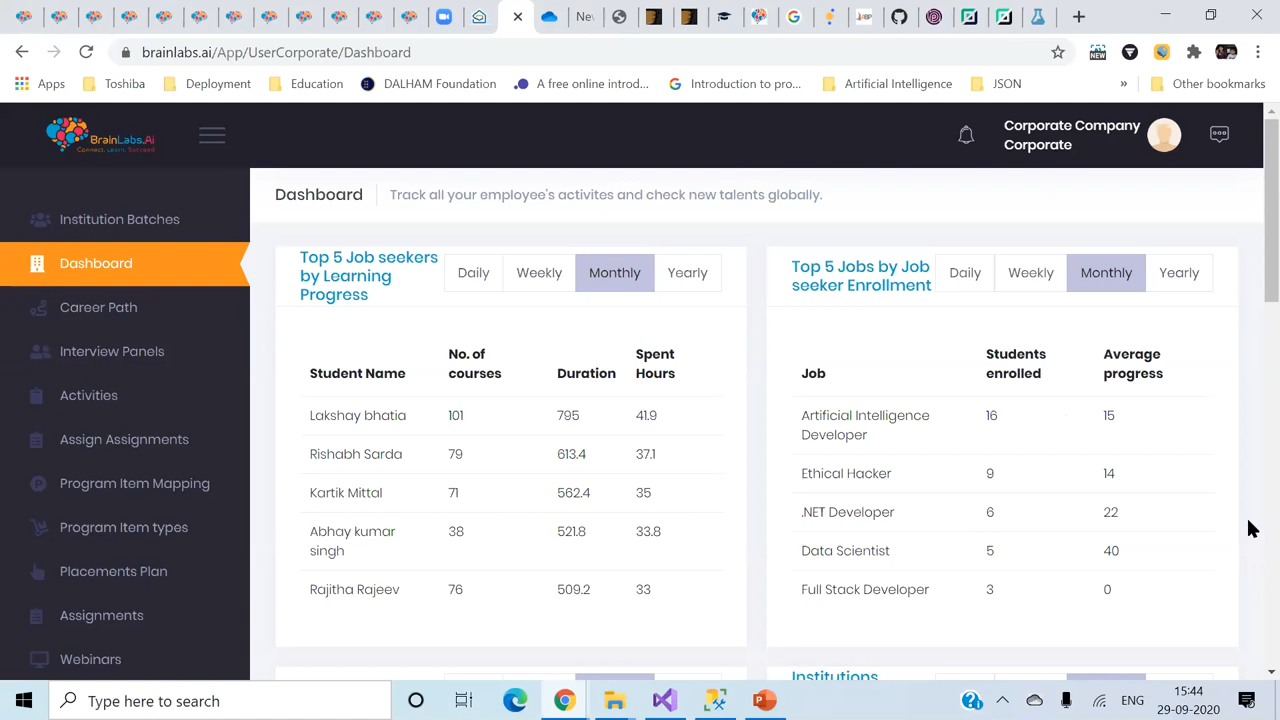 Nev
brainlabs.ai/App/UserCorporate/Dashboard
NEW
Apps Toshiba Deployment Education DALHAM Foundation A free online introd... Introduction to pro... Artificial Intelligence JSON » Other bookmarks
BrainLabs.Ai
Connect. Learn. Succeed
Corporate Company
Corporate
Institution Batches
Dashboard
Career Path
Interview Panels
Activities
Assign Assignments
Program Item Mapping
Program Item types
Placements Plan
Assignments
Webinars
Dashboard Track all your employee's activites and check new talents globally.
Top 5 Job seekers
by Learning
Progress
Daily Weekly Monthly Yearly
Student Name No. of courses Duration Spent Hours
Lakshay bhatia 101 795 41.9
Rishabh Sarda 79 613.4 37.1
Kartik Mittal 71 562.4 35
Abhay kumar singh 38 521.8 33.8
Rajitha Rajeev 76 509.2 33
Top 5 Jobs by Job
seeker Enrollment
Daily Weekly Monthly Yearly
Job Students enrolled Average progress
Artificial Intelligence Developer 16 15
Ethical Hacker 9 14
.NET Developer 6 22
Data Scientist 5 40
Full Stack Developer 3 0
Institutions
Type here to search
ENG
15:44
29-09-2020